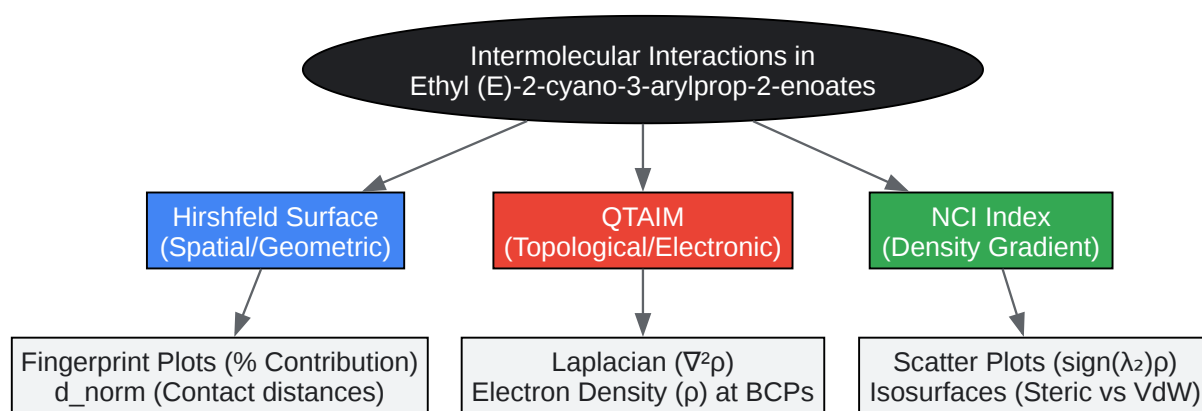 Intermolecular Interactions in
Ethyl (E)-2-cyano-3-arylprop-2-enoates
Hirshfeld Surface
(Spatial/Geometric)
QTAIM
(Topological/Electronic)
NCI Index
(Density Gradient)
Fingerprint Plots (% Contribution)
d_norm (Contact distances)
Laplacian (∇²ρ)
Electron Density (ρ) at BCPs
Scatter Plots (sign(λ₂)ρ)
Isosurfaces (Steric vs VdW)